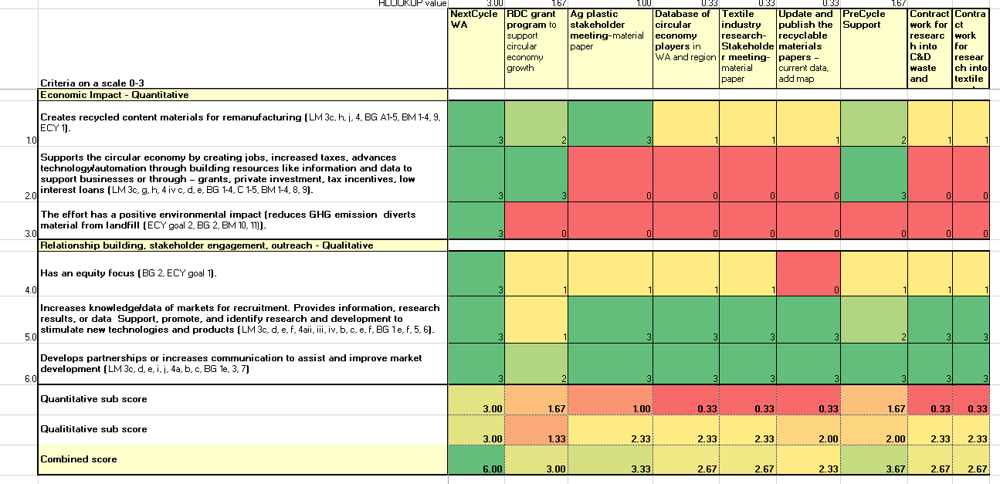 HLOOKUP value 3.00 1.67 1.00 0.33 0.33 0.33 1.67
NextCycle
WA
RDC grant
program to
support
circular
economy
growth
Ag plastic
stakeholder
meeting-material
paper
Database of
circular
economy
players in
WA and region
Textile
industry
research-
Stakeholde
r meeting-
material
paper
Update and
publish the
recyclable
materials
papers –
current data,
add map
PreCycle
Support
Contract
work for
researc
h into
C&D
waste
and
Contra
ct
work
for
resear
ch into
textile
Criteria on a scale 0-3
Economic Impact - Quantitative
Creates recycled content materials for remanufacturing (LM 3c, h, j, 4, BG A1-5, BM 1-4, 9,
ECY 1).
1.0 3 2 3 1 1 1 2 1 1
Supports the circular economy by creating jobs, increased taxes, advances
technology/automation through building resources like information and data to
support businesses or through – grants, private investment, tax incentives, low
interest loans (LM 3c, g, h, 4 iv c, d, e, BG 1-4, C 1-5, BM 1-4, 8, 9).
2.0 3 3 0 0 0 0 3 0 0
The effort has a positive environmental impact (reduces GHG emission diverts
material from landfill (ECY goal 2, BG 2, BM 10, 11)).
3.0 3 0 0 0 0 0 0 0 0
Relationship building, stakeholder engagement, outreach - Qualitative
Has an equity focus (BG 2, ECY goal 1).
4.0 3 1 1 1 1 0 1 1 1
Increases knowledge/data of markets for recruitment. Provides information, research
results, or data Support, promote, and identify research and development to
stimulate new technologies and products (LM 3c, d, e, f, 4aii, iii, iv, b, c, e, f, BG 1e, f, 5, 6).
5.0 3 1 3 3 3 3 2 3 3
Develops partnerships or increases communication to assist and improve market
development (LM 3c, d, e, i, j, 4a, b, c, BG 1e, 3, 7)
6.0 3 2 3 3 3 3 3 3 3
Quantitative sub score 3.00 1.67 1.00 0.33 0.33 0.33 1.67 0.33 0.33
Qualititative sub score 3.00 1.33 2.33 2.33 2.33 2.00 2.00 2.33 2.33
Combined score 6.00 3.00 3.33 2.67 2.67 2.33 3.67 2.67 2.67